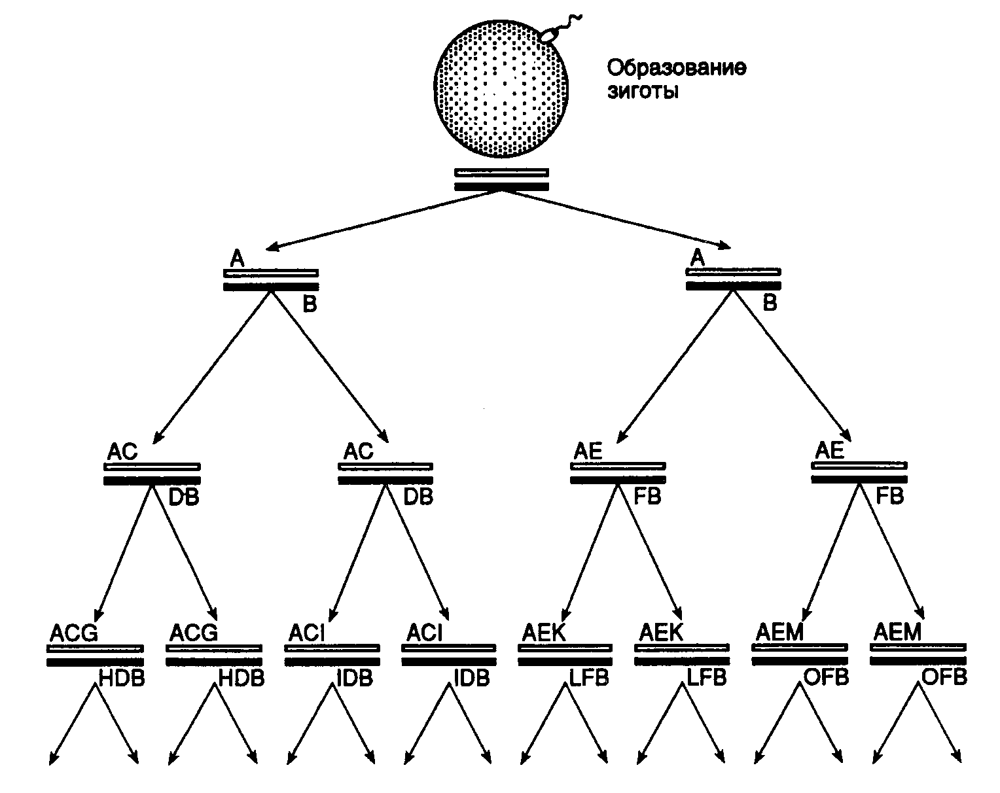 Образование
зиготы
A A
B B
AC AC AE AE
DB DB FB FB
ACG ACG ACI ACI AEK AEK AEM AEM
HDB HDB IDB IDB LFB LFB OFB OFB